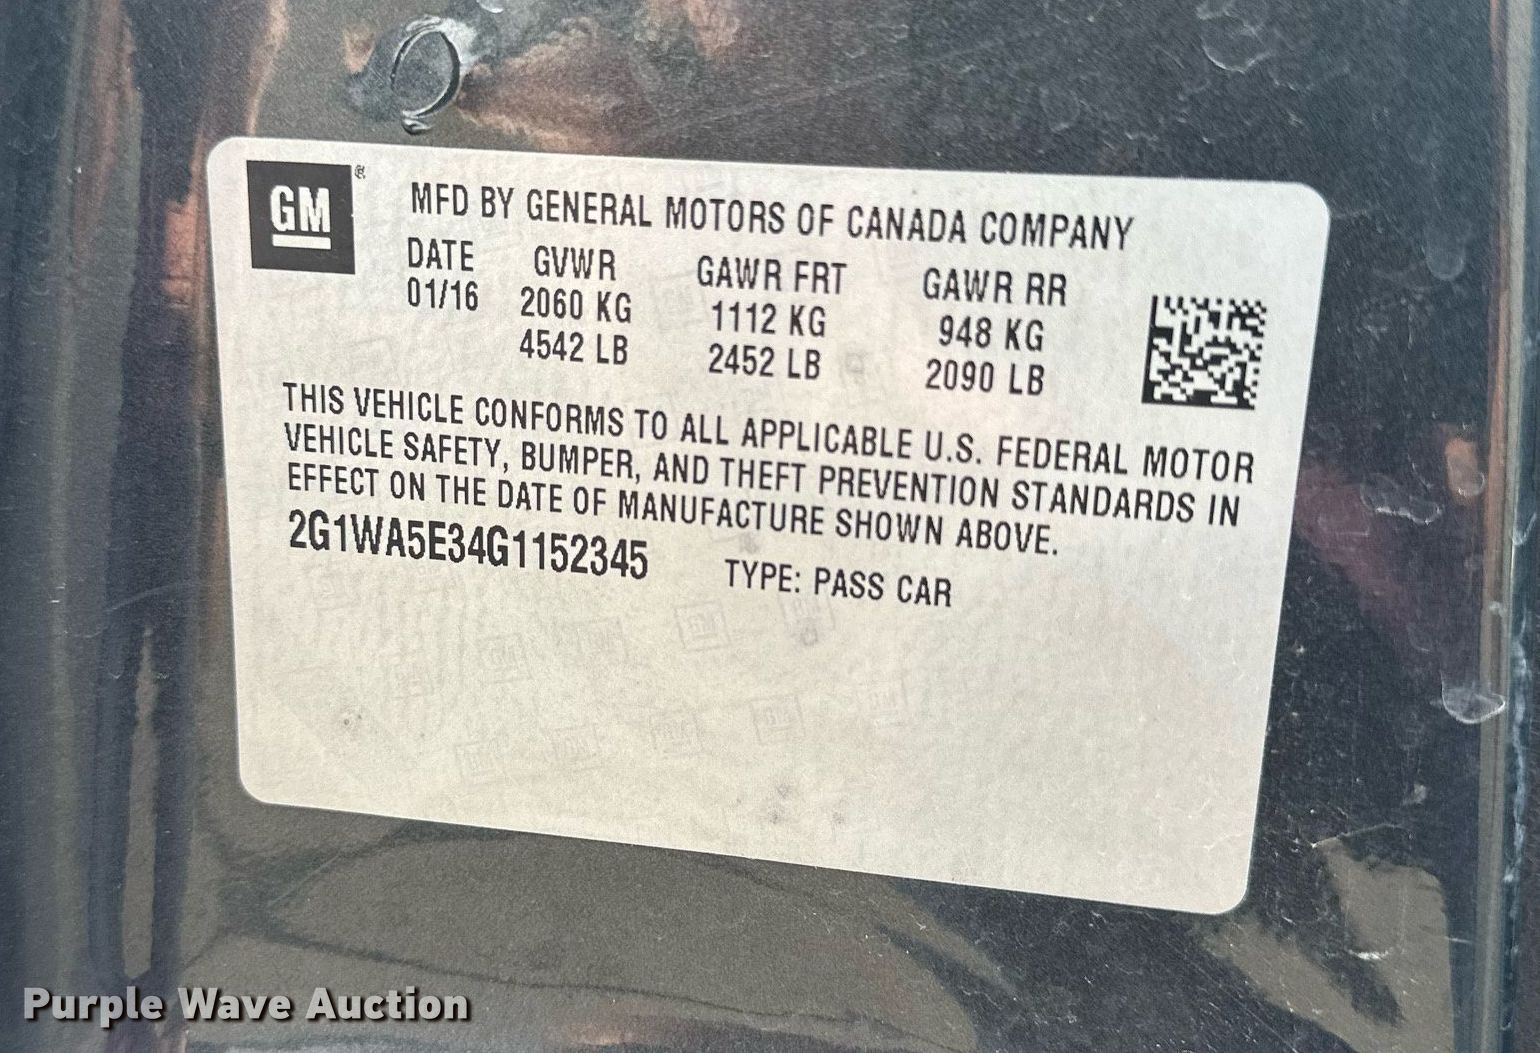 GM®
MFD BY GENERAL MOTORS OF CANADA COMPANY
DATE GVWR GAWR FRT GAWR RR
01/16 2060 KG 1112 KG 948 KG
4542 LB 2452 LB 2090 LB
THIS VEHICLE CONFORMS TO ALL APPLICABLE U.S. FEDERAL MOTOR
VEHICLE SAFETY, BUMPER, AND THEFT PREVENTION STANDARDS IN
EFFECT ON THE DATE OF MANUFACTURE SHOWN ABOVE.
2G1WA5E34G1152345 TYPE: PASS CAR
Purple Wave Auction